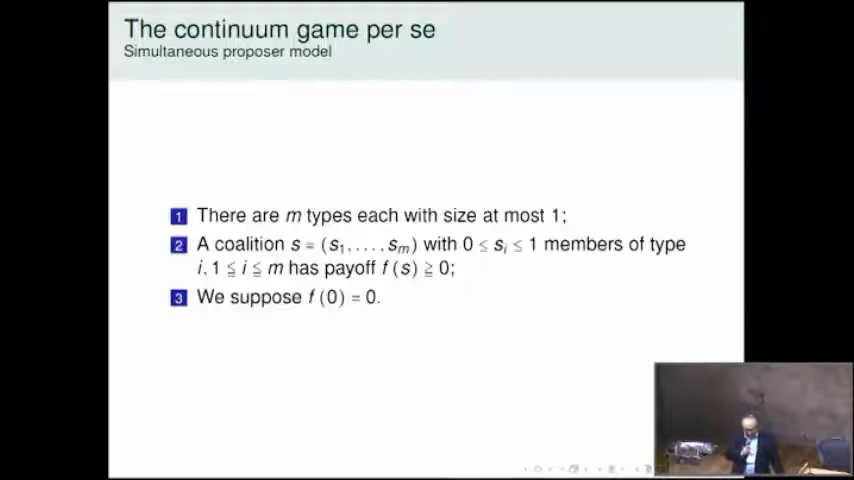 The continuum game per se
Simultaneous proposer model
1 There are m types each with size at most 1;
2 A coalition s = (s₁, . . . , sₘ) with 0 ≤ sᵢ ≤ 1 members of type
i, 1 ≦ i ≦ m has payoff f (s) ≧ 0;
3 We suppose f (0) = 0.